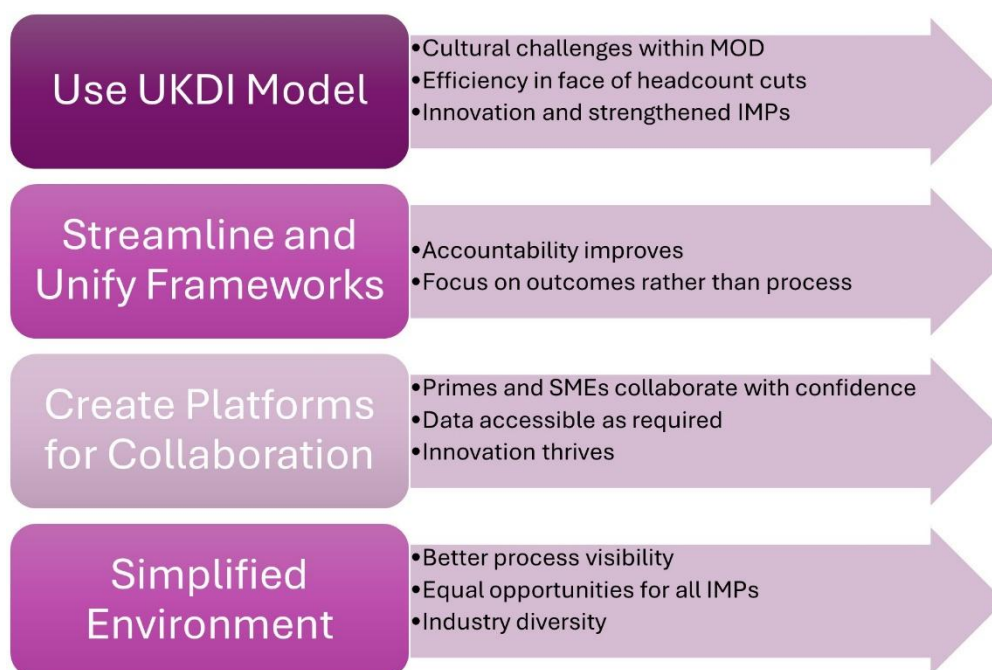 Use UKDI Model
•Cultural challenges within MOD
•Efficiency in face of headcount cuts
•Innovation and strengthened IMPs
Streamline and
Unify Frameworks
•Accountability improves
•Focus on outcomes rather than process
Create Platforms
for Collaboration
•Primes and SMEs collaborate with confidence
•Data accessible as required
•Innovation thrives
Simplified
Environment
•Better process visibility
•Equal opportunities for all IMPs
•Industry diversity